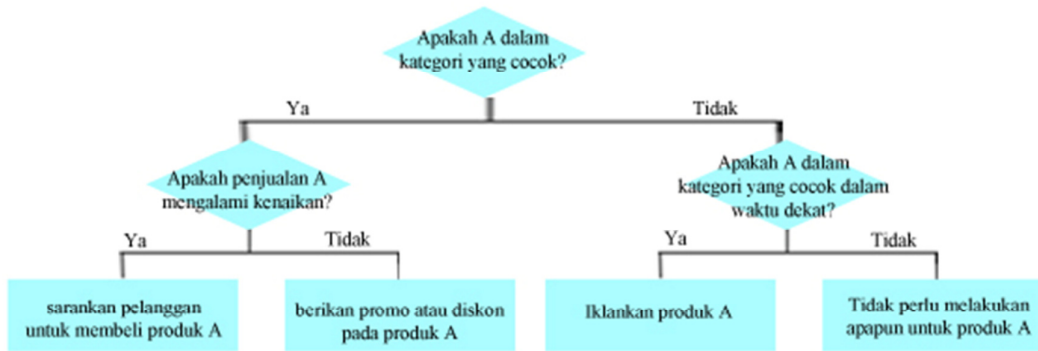 Apakah A dalam
kategori yang cocok?
Ya
Tidak
Apakah penjualan A
mengalami kenaikan?
Apakah A dalam
kategori yang cocok dalam
waktu dekat?
Ya
Tidak
Ya
Tidak
sarankan pelanggan
untuk membeli produk A
berikan promo atau diskon
pada produk A
Iklankan produk A
Tidak perlu melakukan
apapun untuk produk A